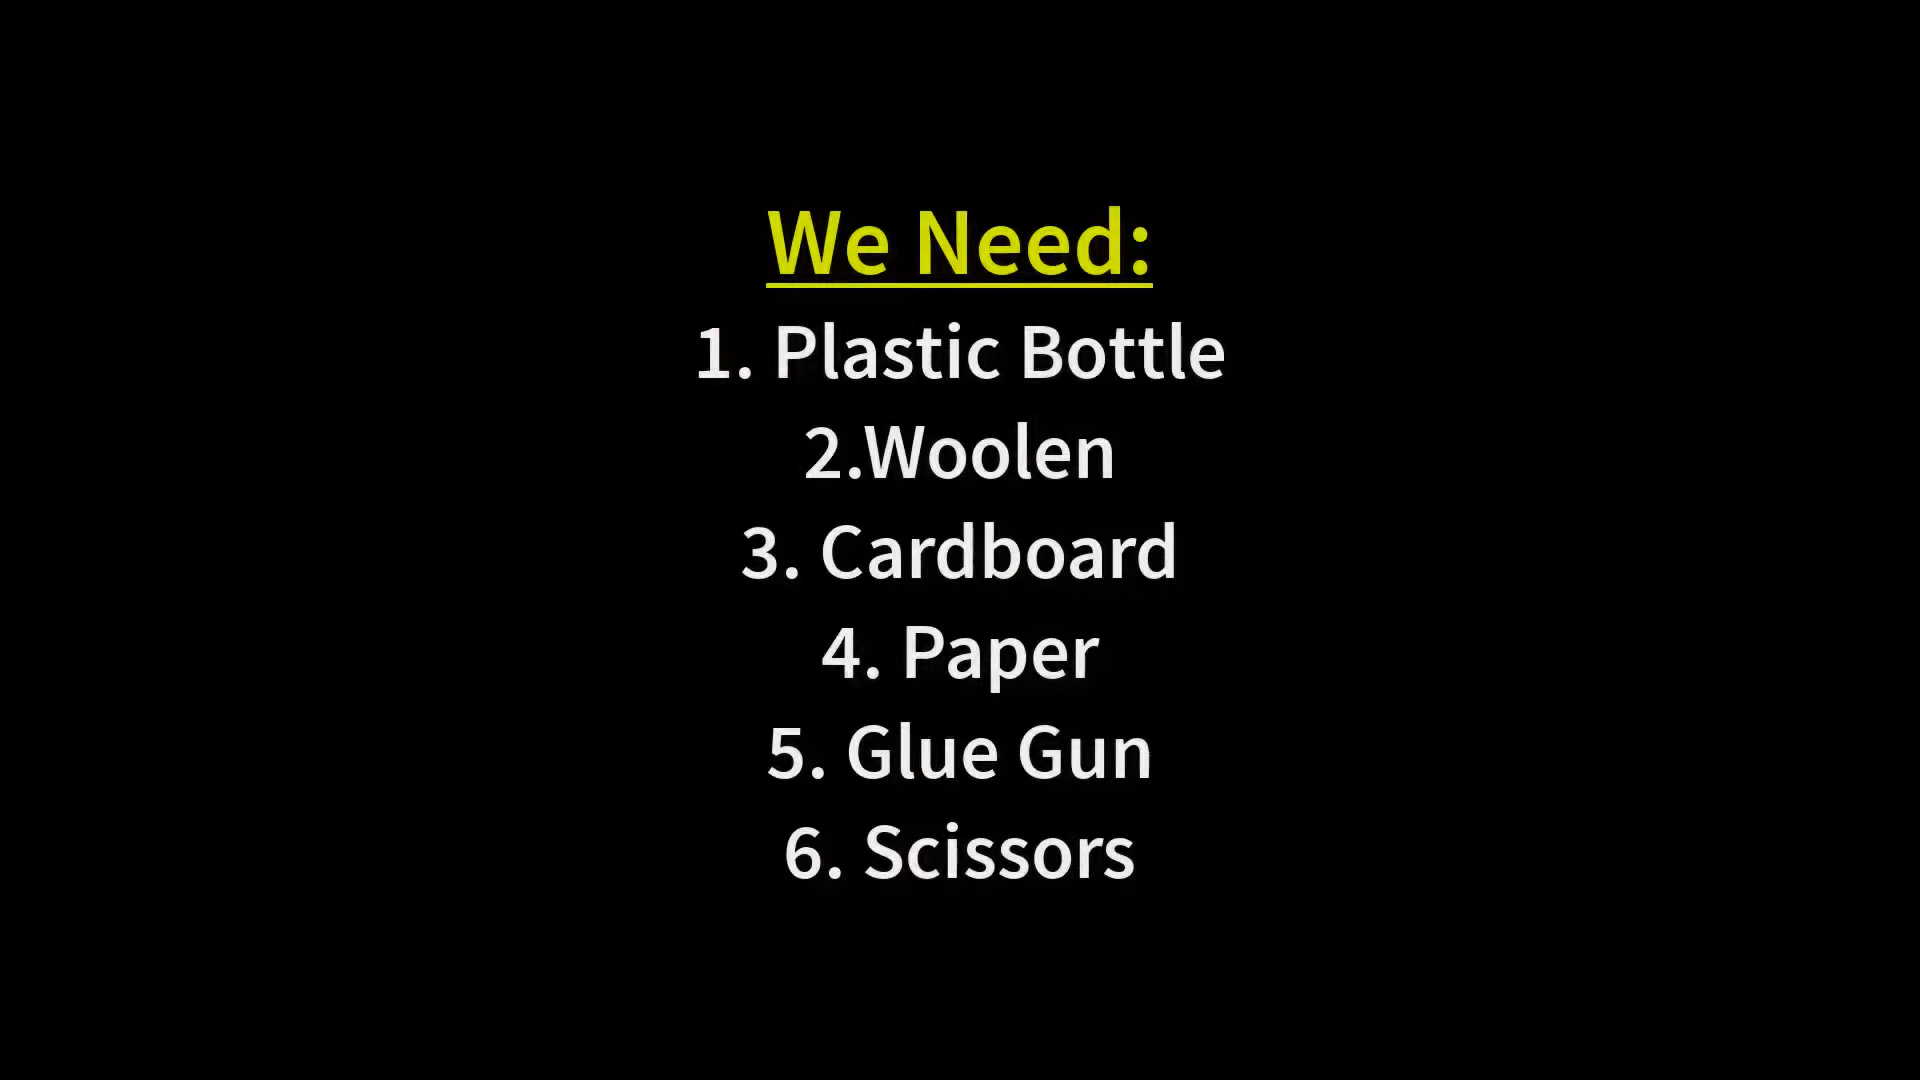 We Need:
1. Plastic Bottle
2.Woolen
3. Cardboard
4. Paper
5. Glue Gun
6. Scissors